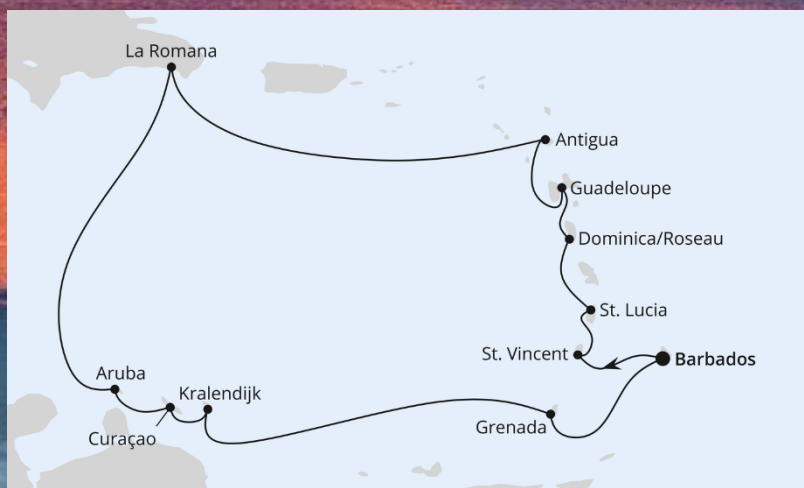 La Romana
Antigua
Guadeloupe
Dominica/Roseau
St. Lucia
St. Vincent
Barbados
Aruba
Kralendijk
Curaçao
Grenada